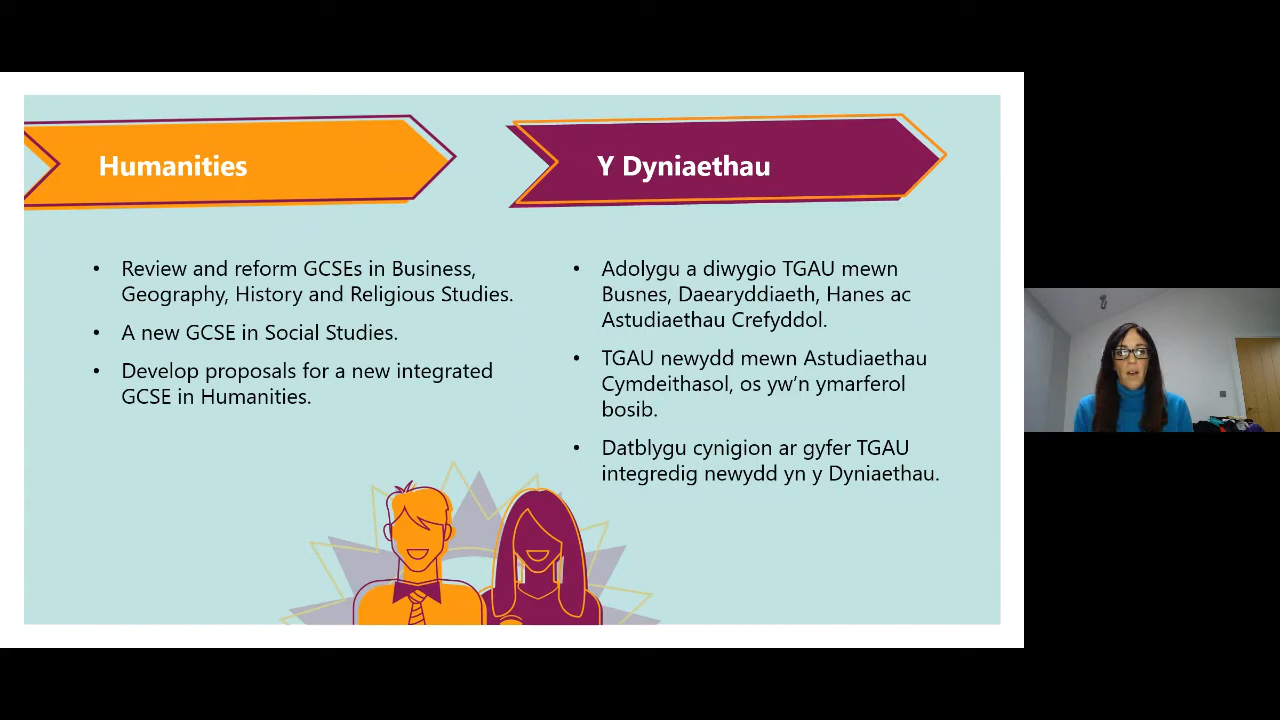 Humanities
• Review and reform GCSEs in Business,
Geography, History and Religious Studies.
• A new GCSE in Social Studies.
• Develop proposals for a new integrated
GCSE in Humanities.
Y Dyniaethau
• Adolygu a diwygio TGAU mewn
Busnes, Daearyddiaeth, Hanes ac
Astudiaethau Crefyddol.
• TGAU newydd mewn Astudiaethau
Cymdeithasol, os yw’n ymarferol
bosib.
• Datblygu cynigion ar gyfer TGAU
integredig newydd yn y Dyniaethau.